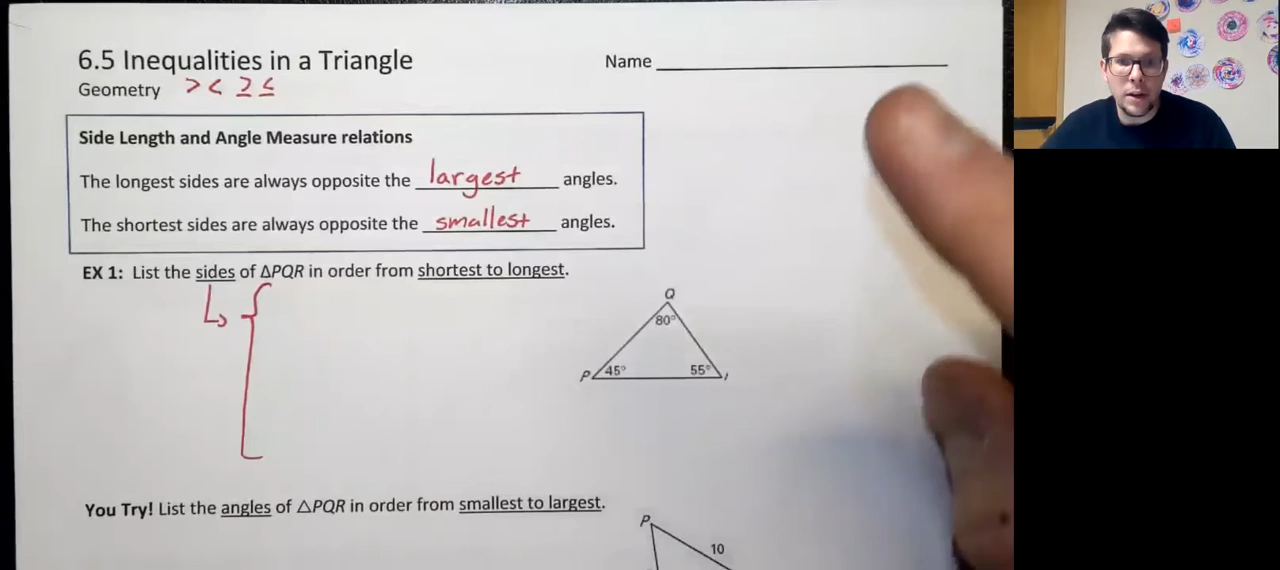 6.5 Inequalities in a Triangle
Name
Geometry > < ≥ ≤
Side Length and Angle Measure relations
The longest sides are always opposite the largest angles.
The shortest sides are always opposite the smallest angles.
EX 1: List the sides of ΔPQR in order from shortest to longest.
Q
80°
P 45° 55°
You Try! List the angles of △PQR in order from smallest to largest.
P
10